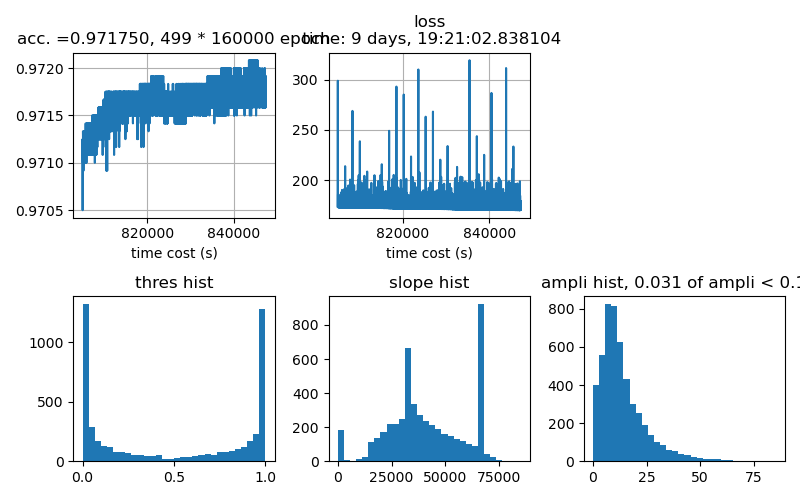 loss
acc. =0.971750, 499 * 160000 epoch
time: 9 days, 19:21:02.838104
0.9720
0.9715
0.9710
0.9705
820000 840000
time cost (s)
300
250
200
820000 840000
time cost (s)
thres hist
1000
500
0
0.0 0.5 1.0
slope hist
800
600
400
200
0
0 25000 50000 75000
ampli hist, 0.031 of ampli < 0.1
800
600
400
200
0
0 25 50 75